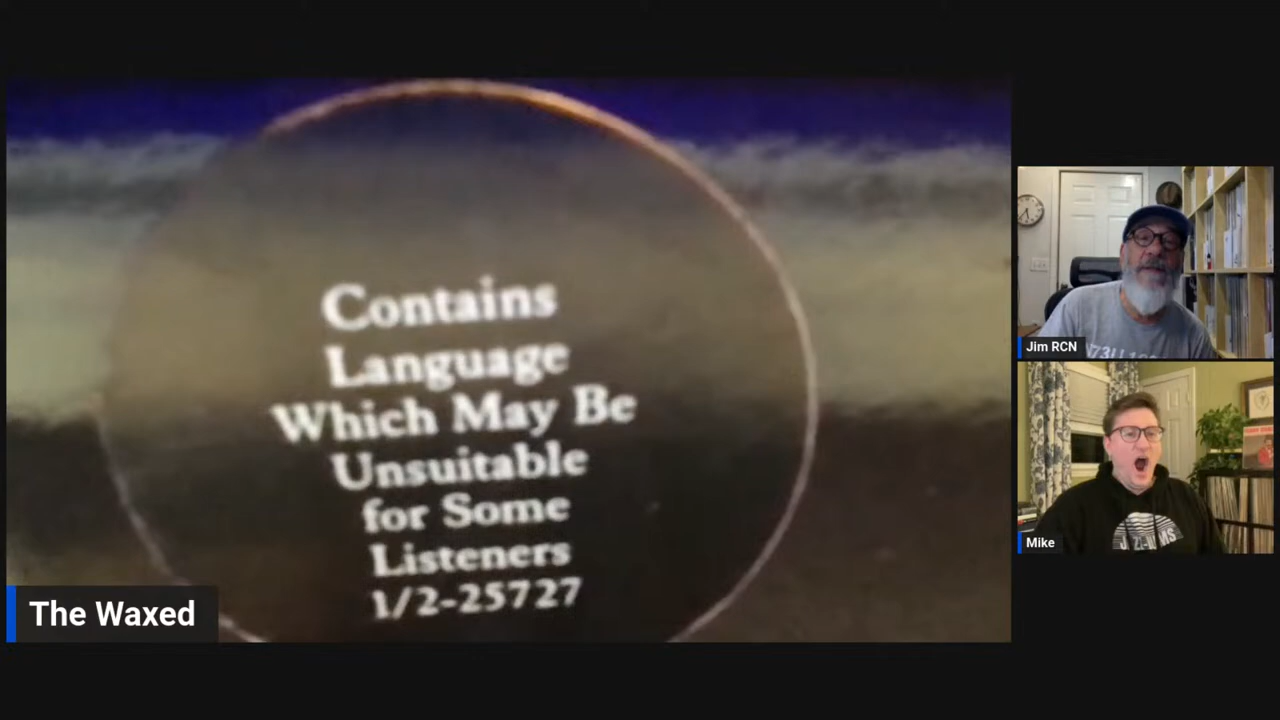 Contains
Language
Which May Be
Unsuitable
for Some
Listeners
1/2-25727
The Waxed
Jim RCN
Mike